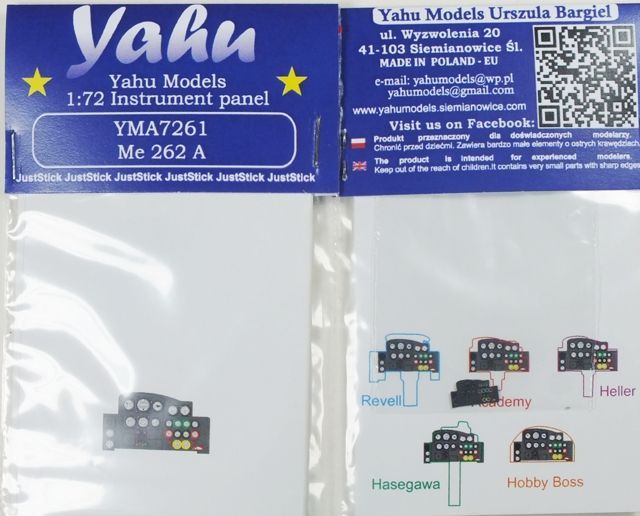 Yahu
Yahu Models
1:72 Instrument panel
YMA7261
Me 262 A
JustStick JustStick JustStick JustStick JustStick JustStick
Yahu Models Urszula Bargiel
ul. Wyzwolenia 20
41-103 Siemianowice Śl.
MADE IN POLAND - EU
e-mail: yahumodels@wp.pl
yahumodels@gmail.com
www.yahumodels.siemianowice.com
Visit us on Facebook:
Produkt przeznaczony dla doświadczonych modelarzy.
Chronić przed dziećmi. Zawiera bardzo małe elementy o ostrych krawędziach.
The product is intended for experienced modelers.
Keep out of the reach of children. It contains very small parts with sharp edges
Revell
Academy
Heller
Hasegawa
Hobby Boss